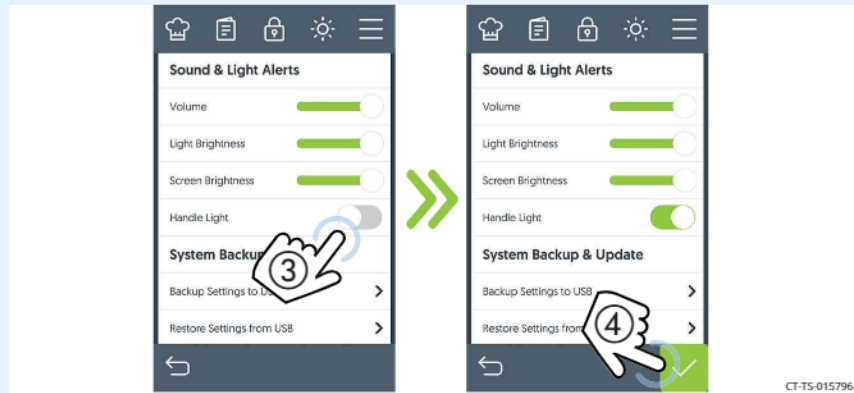 Sound & Light Alerts
Volume
Light Brightness
Screen Brightness
Handle Light
System Backup
3
Backup Settings to
Restore Settings from USB
Sound & Light Alerts
Volume
Light Brightness
Screen Brightness
Handle Light
System Backup & Update
Backup Settings to USB
Restore Settings from
4
CT-TS-015796